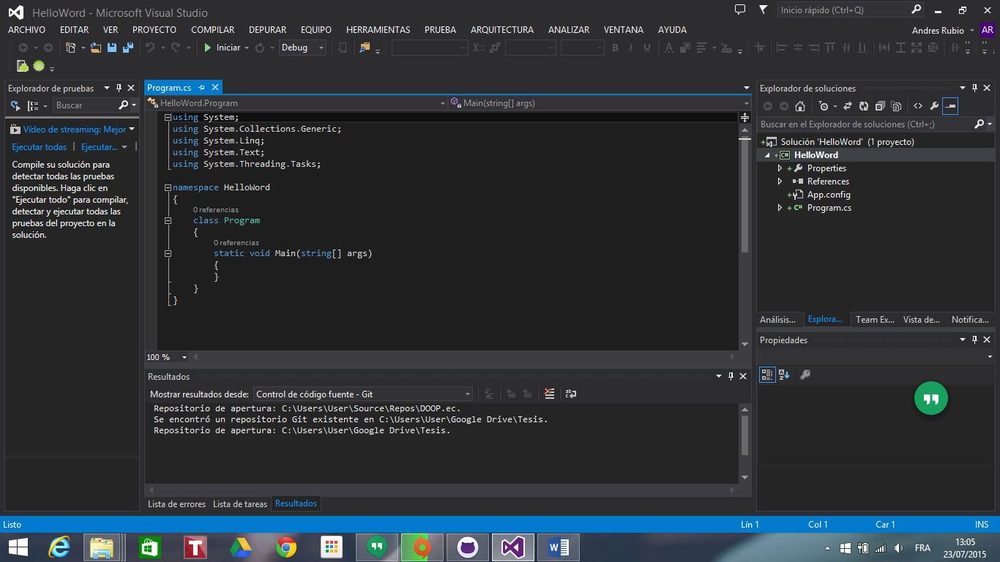 HelloWord - Microsoft Visual Studio
Inicio rápido (Ctrl+Q)
ARCHIVO EDITAR VER PROYECTO COMPILAR DEPURAR EQUIPO HERRAMIENTAS PRUEBA ARQUITECTURA ANALIZAR VENTANA AYUDA
Andres Rubio AR
Iniciar Debug
Explorador de pruebas
Buscar
Vídeo de streaming: Mejor
Ejecutar todas | Ejecutar... |
Compile su solución para
detectar todas las pruebas
disponibles. Haga clic en
"Ejecutar todo" para compilar,
detectar y ejecutar todas las
pruebas del proyecto en la
solución.
Program.cs
HelloWord.Program Main(string[] args)
using System;
using System.Collections.Generic;
using System.Linq;
using System.Text;
using System.Threading.Tasks;
namespace HelloWord
{
0 referencias
class Program
{
0 referencias
static void Main(string[] args)
{
}
}
}
100 %
Resultados
Mostrar resultados desde: Control de código fuente - Git
Repositorio de apertura: C:\Users\User\Source\Repos\DOOP.ec.
Se encontró un repositorio Git existente en C:\Users\User\Google Drive\Tesis.
Repositorio de apertura: C:\Users\User\Google Drive\Tesis.
Lista de errores Lista de tareas Resultados
Explorador de soluciones
Buscar en el Explorador de soluciones (Ctrl+;)
Solución 'HelloWord' (1 proyecto)
C# HelloWord
Properties
References
App.config
C# Program.cs
Análisis... Explora... Team Ex... Vista de... Notifica...
Propiedades
Listo Lín 1 Col 1 Car 1 INS
FRA
13:05
23/07/2015